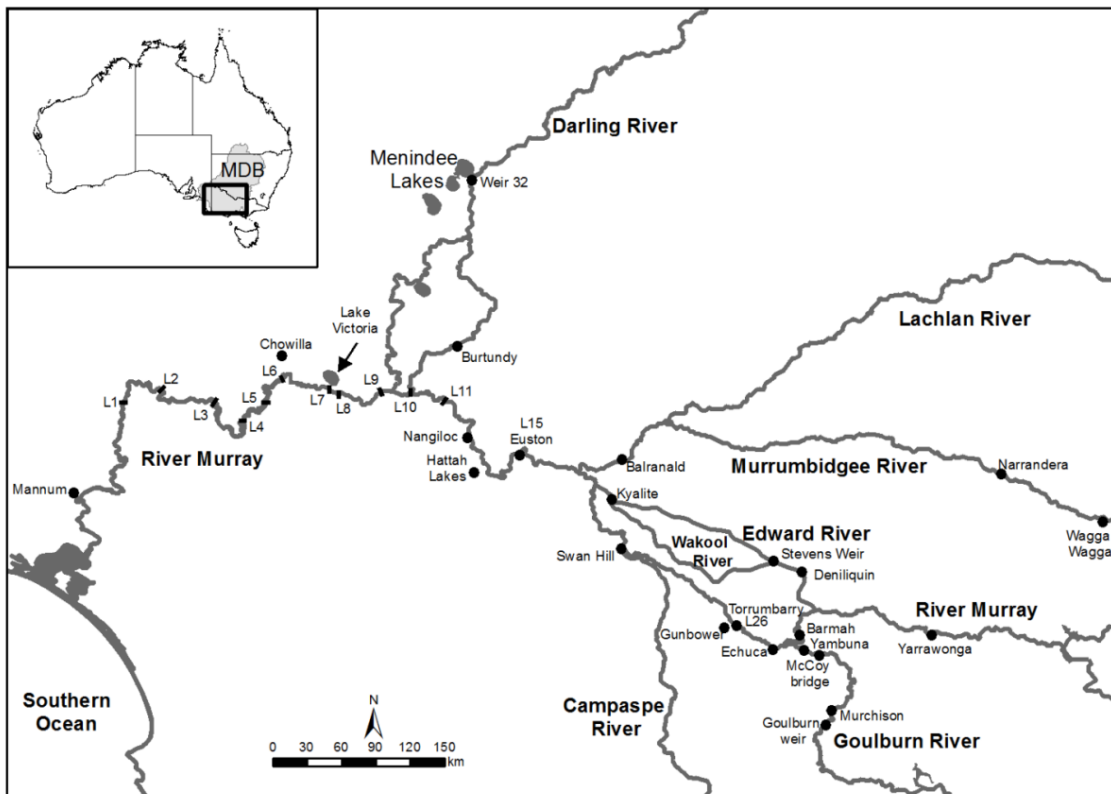 MDB
Darling River
Menindee
Lakes
Weir 32
Lachlan River
Lake
Victoria
Chowilla
Burtundy
L1
L2
L3
L4
L5
L6
L7
L8
L9
L10
L11
L15
Euston
Nangiloc
Hattah
Lakes
River Murray
Mannum
Balranald
Murrumbidgee River
Narrandera
Wagga
Wagga
Kyalite
Edward River
Wakool
River
Stevens Weir
Deniliquin
Swan Hill
River Murray
Torrumbarry
L26
Gunbower
Echuca
Barmah
Yambuna
McCoy
bridge
Yarrawonga
Campaspe
River
Murchison
Goulburn
weir
Goulburn River
Southern
Ocean
N
0 30 60 90 120 150
km